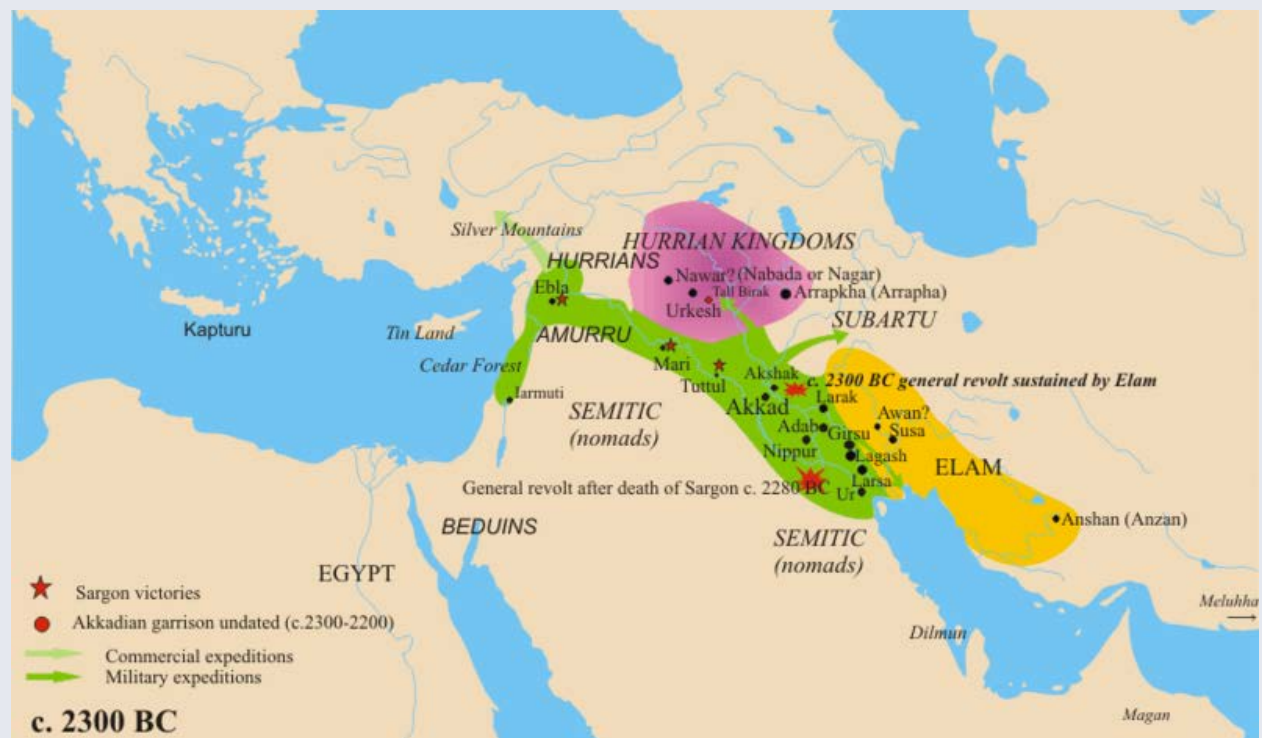 Silver Mountains
HURRIAN KINGDOMS
HURRIANS
Nawar? (Nabada or Nagar)
Ebla
Tall Birak
Arrapkha (Arrapha)
Urkesh
SUBARTU
Kapturu
Tin Land
AMURRU
Cedar Forest
Mari
Tuttul
Akshak
c. 2300 BC general revolt sustained by Elam
Iarmuti
Akkad
Larak
SEMITIC
(nomads)
Awan?
Adab
Girsu
Susa
Nippur
Lagash
ELAM
Larsa
General revolt after death of Sargon c. 2280 BC
Ur
Anshan (Anzan)
BEDUINS
SEMITIC
(nomads)
EGYPT
Sargon victories
Meluhha
Akkadian garrison undated (c.2300-2200)
Dilmun
Commercial expeditions
Military expeditions
Magan
c. 2300 BC